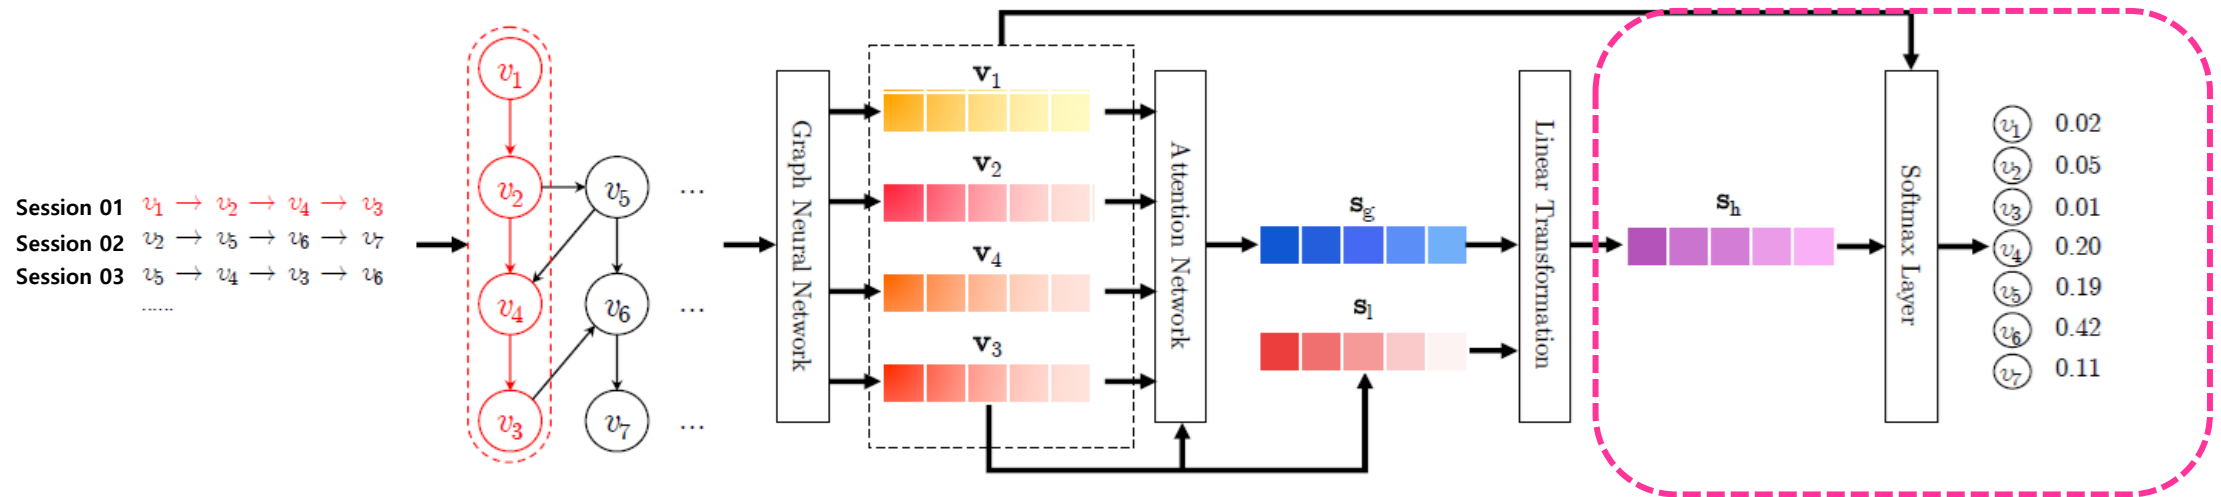 Session 01 v₁ → v₂ → v₄ → v₃
Session 02 v₂ → v₅ → v₆ → v₇
Session 03 v₅ → v₄ → v₃ → v₆
......
v₁
v₂
v₅
...
v₄
v₆
...
v₃
v₇
...
Graph Neural Network
v₁
v₂
v₄
v₃
Attention Network
s_g
s_l
Linear Transformation
s_h
Softmax Layer
v₁ 0.02
v₂ 0.05
v₃ 0.01
v₄ 0.20
v₅ 0.19
v₆ 0.42
v₇ 0.11